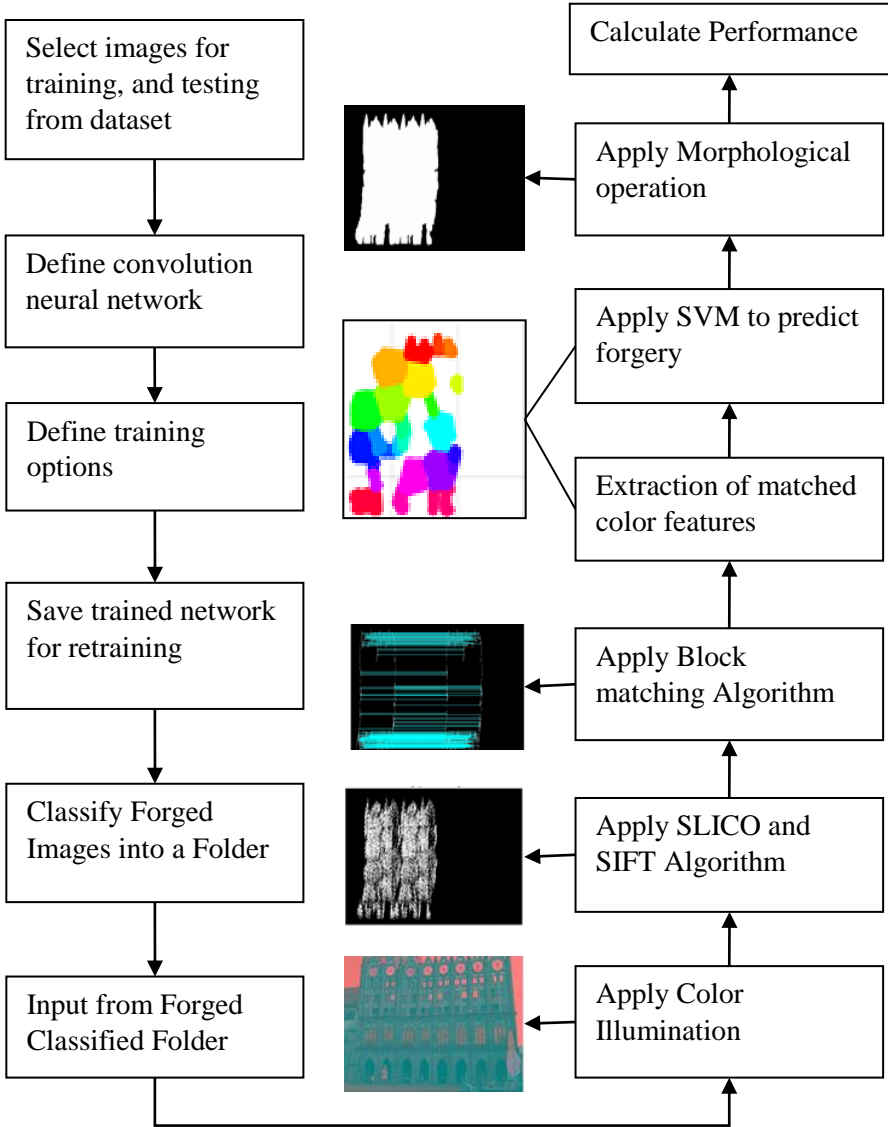 Select images for
training, and testing
from dataset
Define convolution
neural network
Define training
options
Save trained network
for retraining
Classify Forged
Images into a Folder
Input from Forged
Classified Folder
Calculate Performance
Apply Morphological
operation
Apply SVM to predict
forgery
Extraction of matched
color features
Apply Block
matching Algorithm
Apply SLICO and
SIFT Algorithm
Apply Color
Illumination